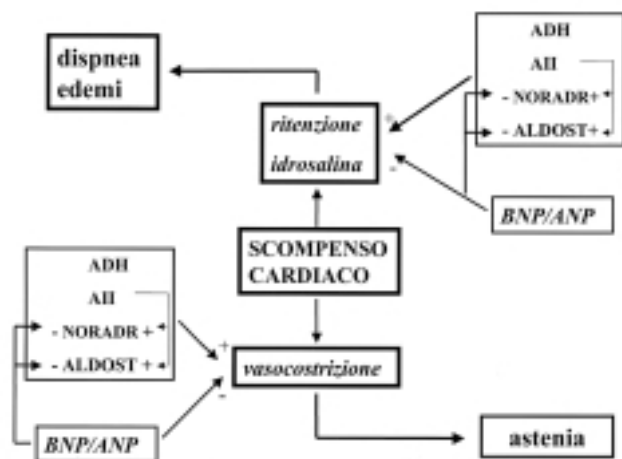 dispnea
edemi
ADH
AII
- NORADR+
- ALDOST+
+
ritenzione
idrosalina
-
BNP/ANP
SCOMPENSO
CARDIACO
ADH
AII
- NORADR +
- ALDOST +
+
vasocostrizione
-
BNP/ANP
astenia